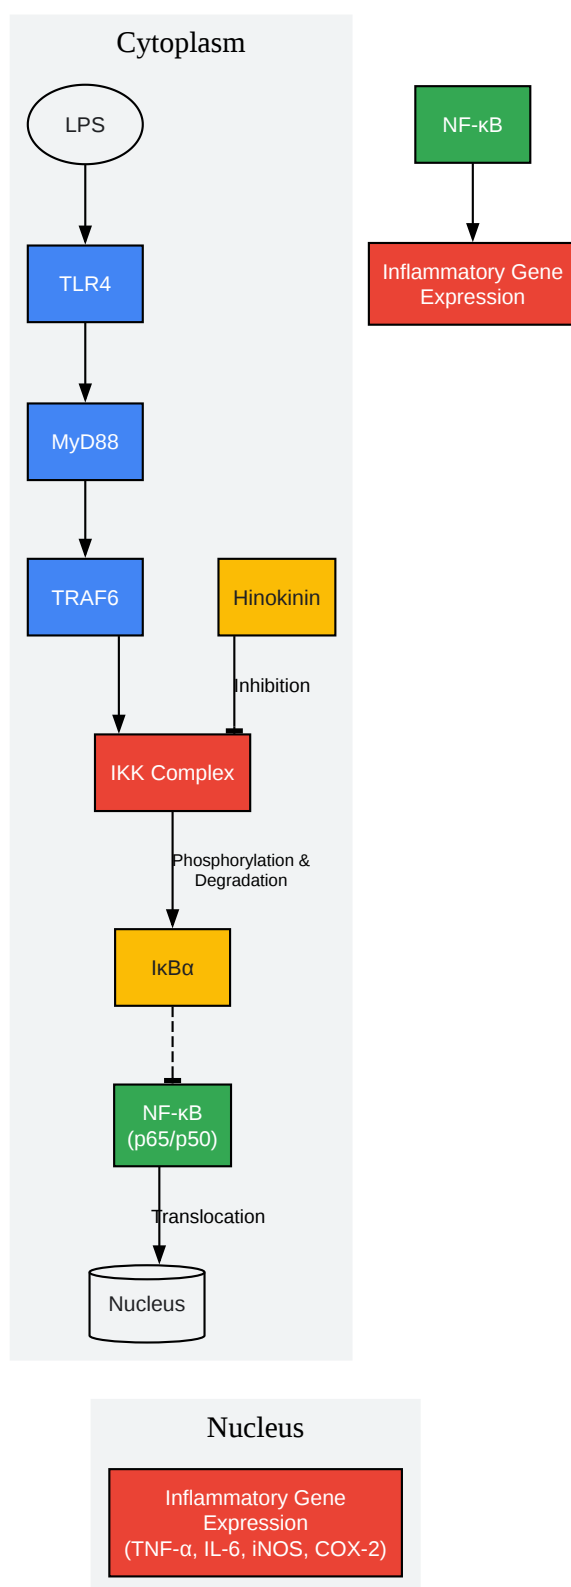 Cytoplasm
LPS
NF-κB
TLR4
Inflammatory Gene
Expression
MyD88
TRAF6
Hinokinin
Inhibition
IKK Complex
Phosphorylation &
Degradation
IκBα
NF-κB
(p65/p50)
Translocation
Nucleus
Nucleus
Inflammatory Gene
Expression
(TNF-α, IL-6, iNOS, COX-2)